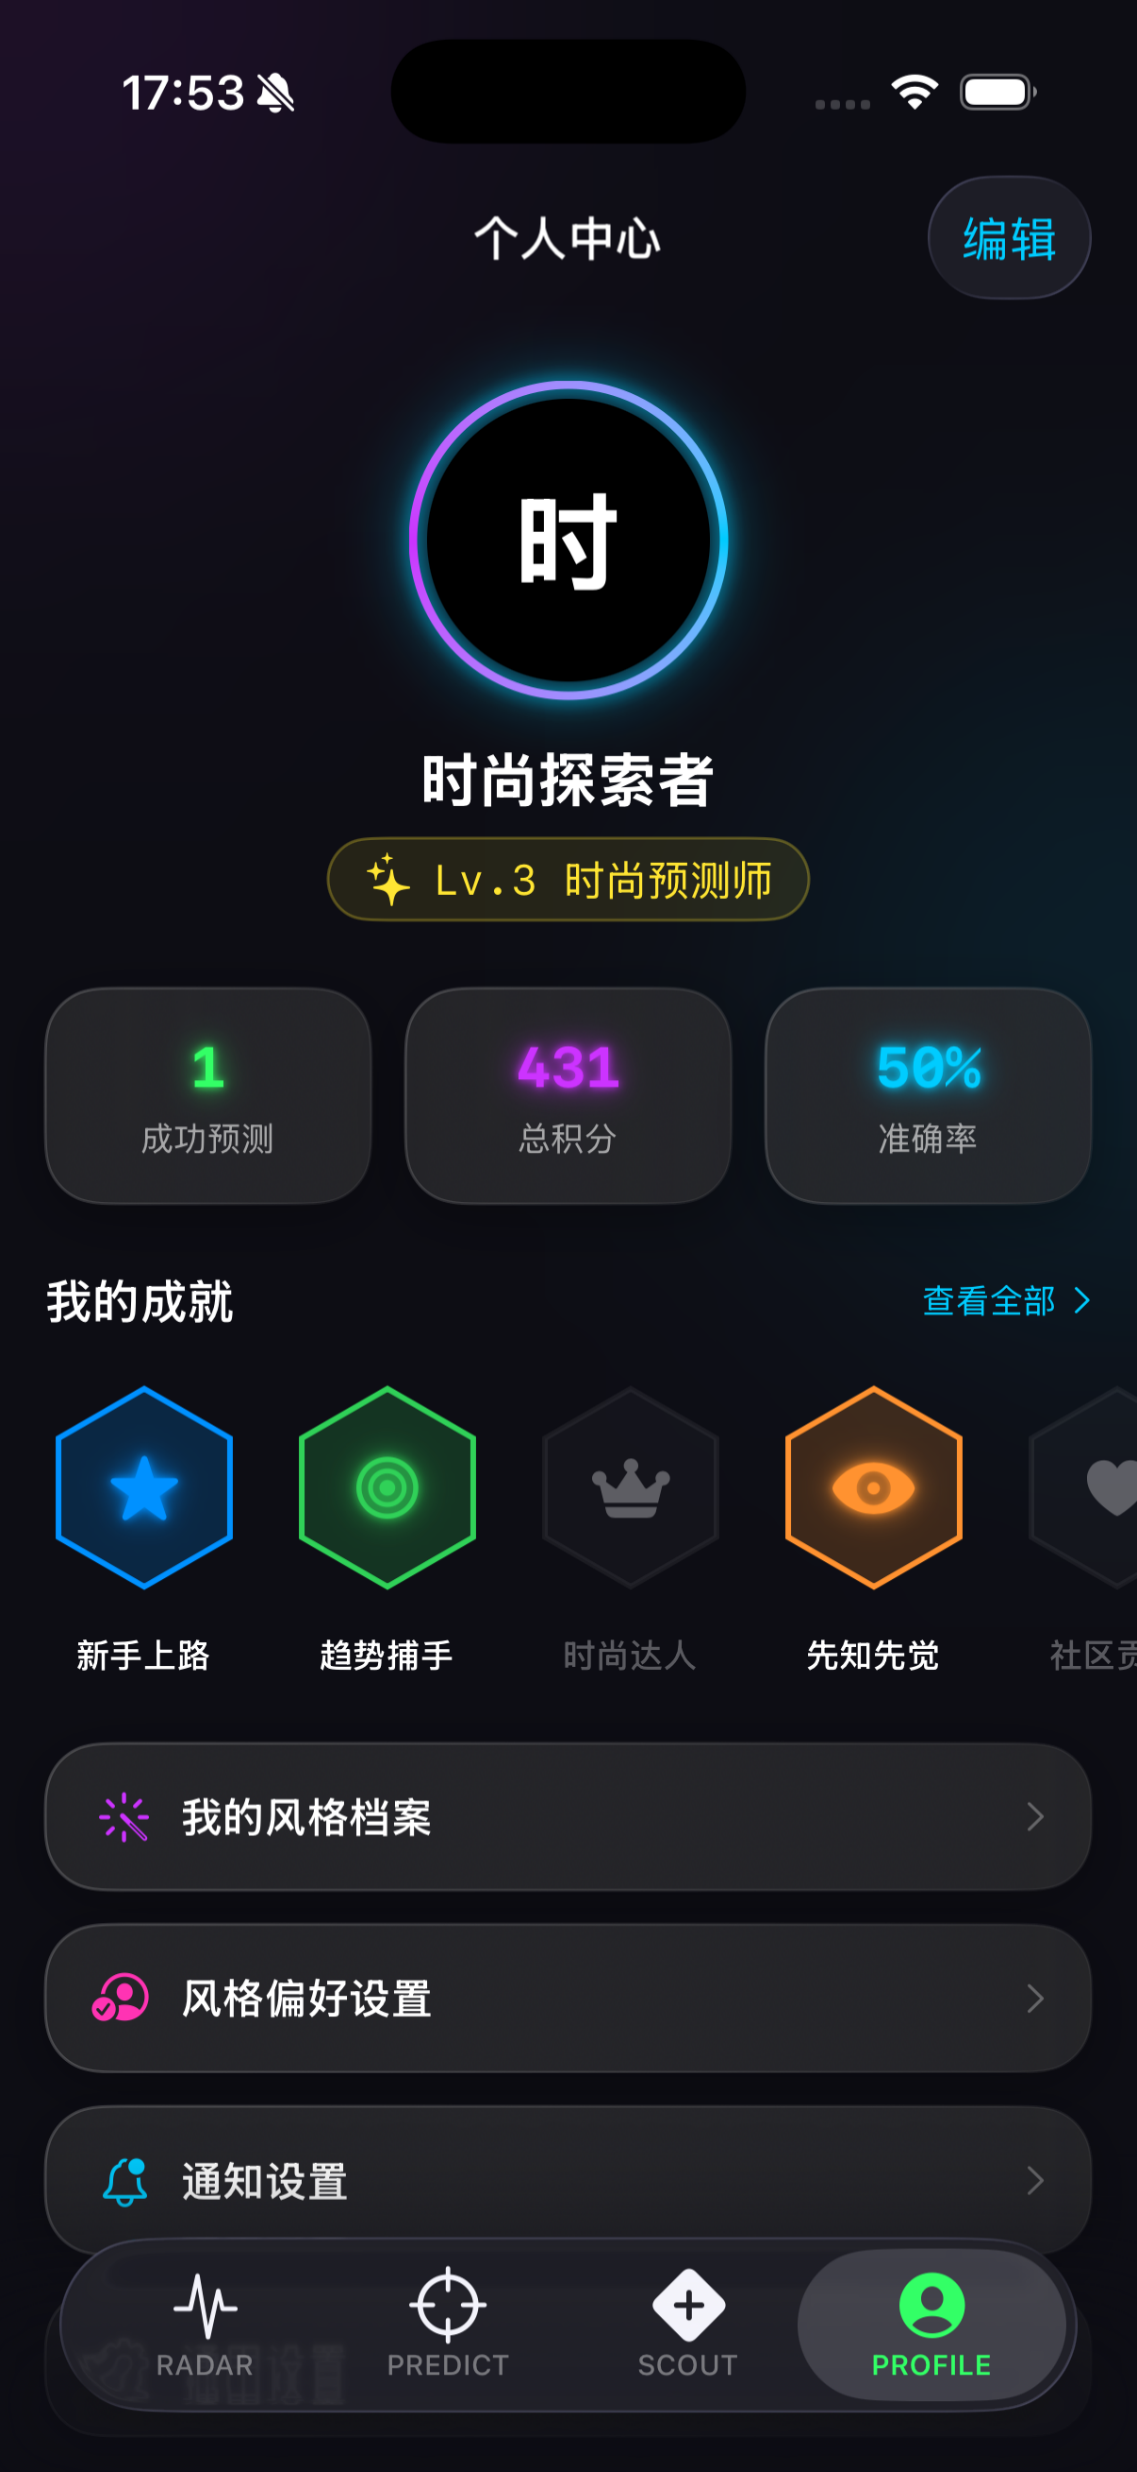 17:53
个人中心
编辑
时
时尚探索者
Lv.3 时尚预测师
1
431
50%
成功预测
总积分
准确率
我的成就
查看全部
新手上路
趋势捕手
时尚达人
先知先觉
社区贡
我的风格档案
风格偏好设置
通知设置
RADAR
PREDICT
SCOUT
PROFILE